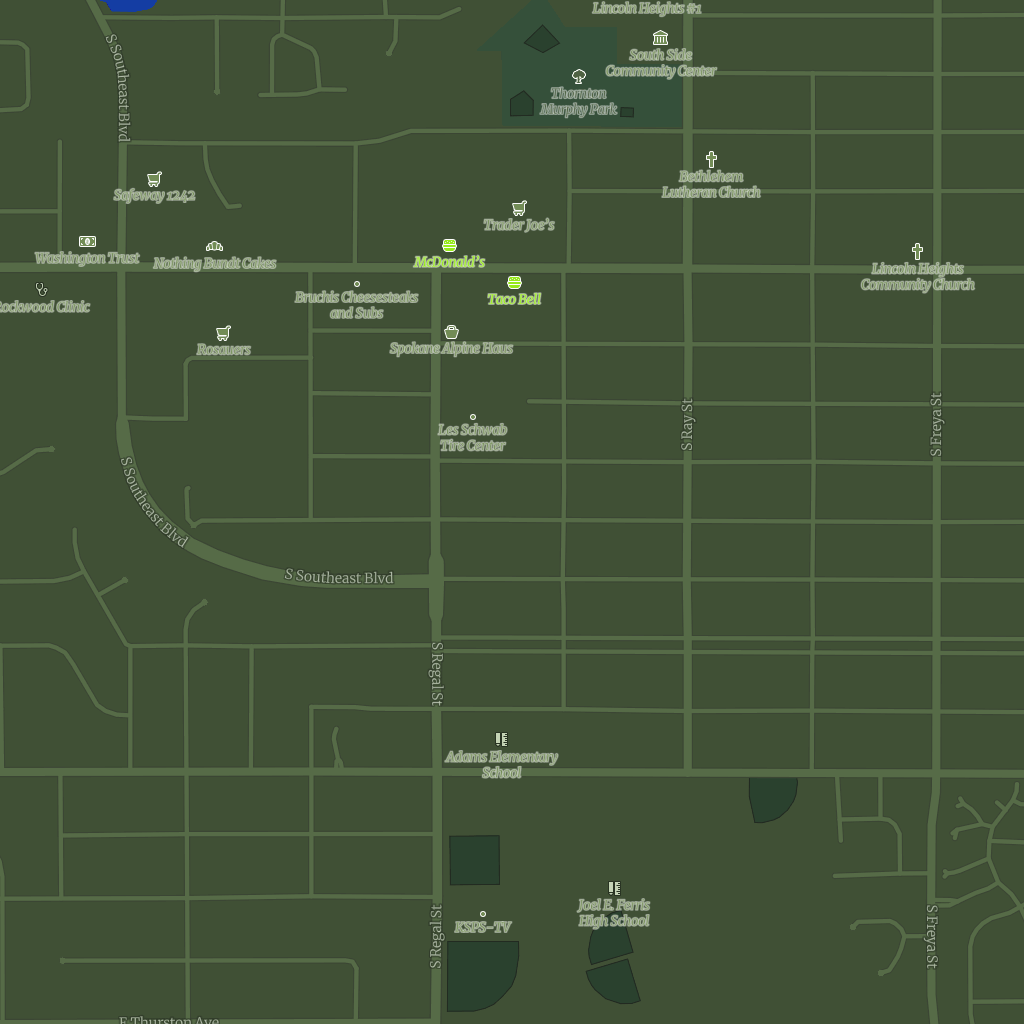 Lincoln Heights #1
South Side
Community Center
S Southeast Blvd
Thornton
Murphy Park
Bethlehem
Lutheran Church
Safeway 1242
Trader Joe's
Washington Trust
Nothing Bundt Cakes
McDonald's
Lincoln Heights
Community Church
Rockwood Clinic
Bruchis Cheesesteaks
and Subs
Taco Bell
Rosauers
Spokane Alpine Haus
S Ray St
S Freya St
Les Schwab
Tire Center
S Southeast Blvd
S Southeast Blvd
S Regal St
Adams Elementary
School
Joel E. Ferris
High School
KSPS-TV
S Regal St
S Freya St
E Thurston Ave